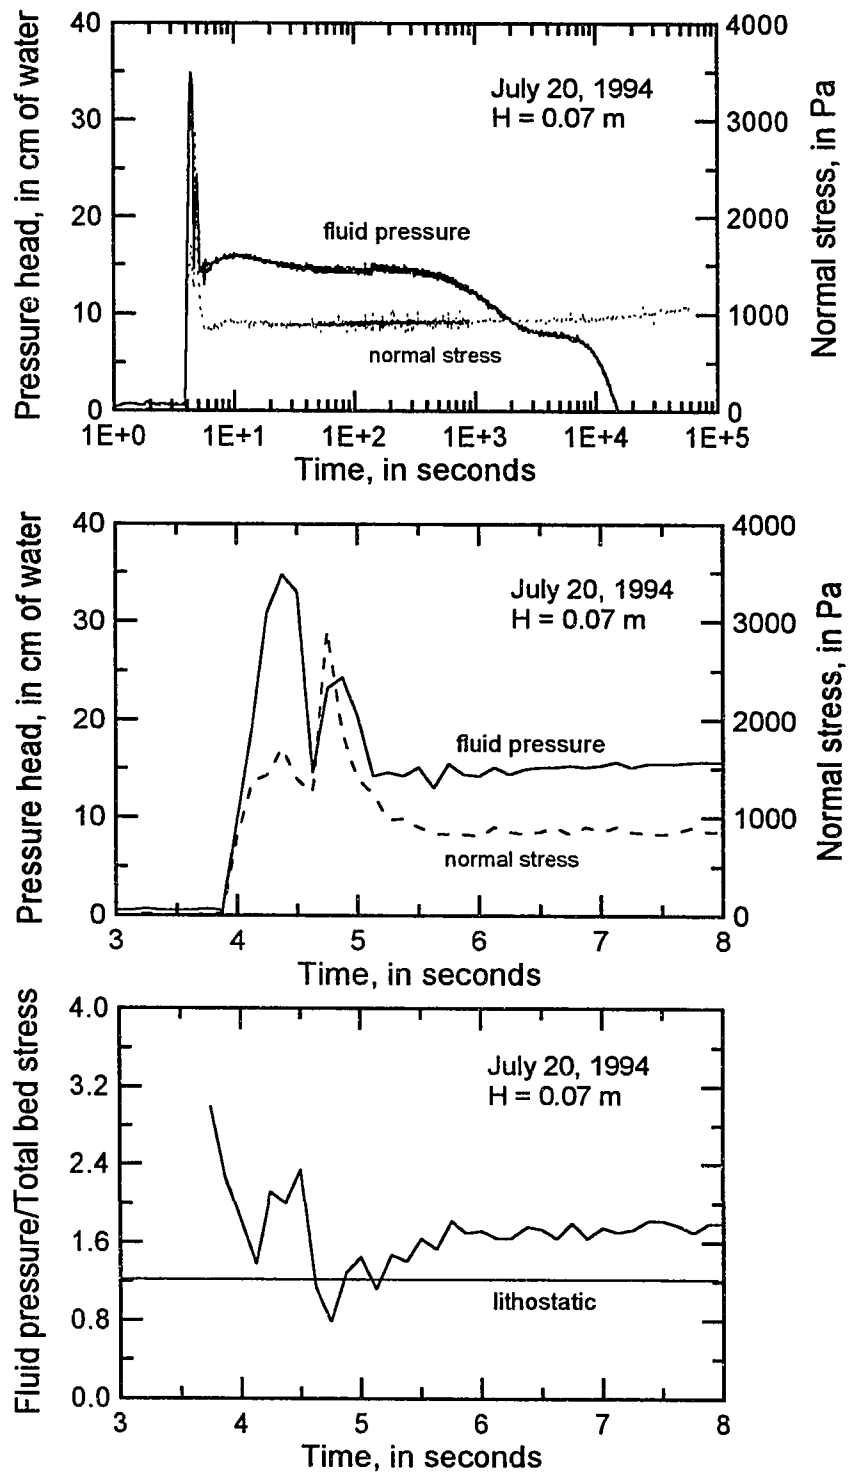 Pressure head, in cm of water
40
30
20
10
0
4000
3000
2000
1000
0
Normal stress, in Pa
July 20, 1994
H = 0.07 m
fluid pressure
normal stress
1E+0 1E+1 1E+2 1E+3 1E+4 1E+5
Time, in seconds
Pressure head, in cm of water
40
30
20
10
0
4000
3000
2000
1000
0
Normal stress, in Pa
July 20, 1994
H = 0.07 m
fluid pressure
normal stress
3 4 5 6 7 8
Time, in seconds
Fluid pressure/Total bed stress
4.0
3.2
2.4
1.6
0.8
0.0
July 20, 1994
H = 0.07 m
lithostatic
3 4 5 6 7 8
Time, in seconds